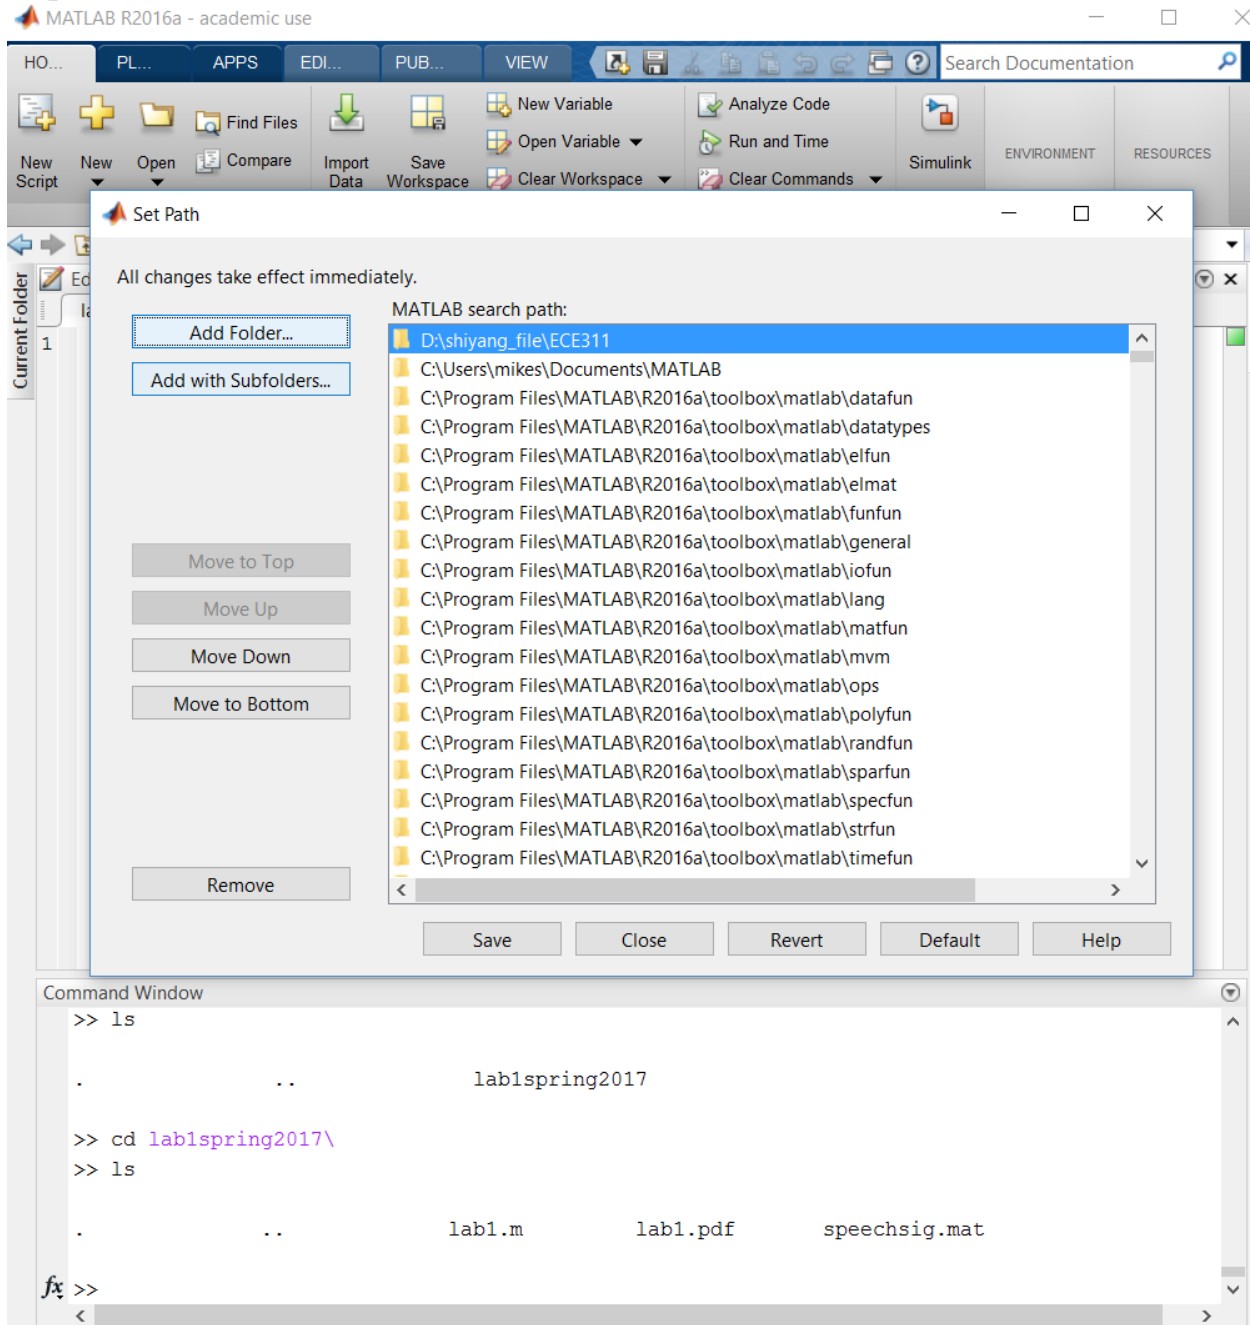 MATLAB R2016a - academic use
HO... PL... APPS EDI... PUB... VIEW Search Documentation
New Script
New
Open
Find Files
Compare
Import Data
Save Workspace
New Variable
Open Variable
Clear Workspace
Analyze Code
Run and Time
Clear Commands
Simulink
ENVIRONMENT
RESOURCES
Set Path
Current Folder
Ed
1
All changes take effect immediately.
MATLAB search path:
Add Folder...
Add with Subfolders...
Move to Top
Move Up
Move Down
Move to Bottom
Remove
D:\shiyang_file\ECE311
C:\Users\mikes\Documents\MATLAB
C:\Program Files\MATLAB\R2016a\toolbox\matlab\datafun
C:\Program Files\MATLAB\R2016a\toolbox\matlab\datatypes
C:\Program Files\MATLAB\R2016a\toolbox\matlab\elfun
C:\Program Files\MATLAB\R2016a\toolbox\matlab\elmat
C:\Program Files\MATLAB\R2016a\toolbox\matlab\funfun
C:\Program Files\MATLAB\R2016a\toolbox\matlab\general
C:\Program Files\MATLAB\R2016a\toolbox\matlab\iofun
C:\Program Files\MATLAB\R2016a\toolbox\matlab\lang
C:\Program Files\MATLAB\R2016a\toolbox\matlab\matfun
C:\Program Files\MATLAB\R2016a\toolbox\matlab\mvm
C:\Program Files\MATLAB\R2016a\toolbox\matlab\ops
C:\Program Files\MATLAB\R2016a\toolbox\matlab\polyfun
C:\Program Files\MATLAB\R2016a\toolbox\matlab\randfun
C:\Program Files\MATLAB\R2016a\toolbox\matlab\sparfun
C:\Program Files\MATLAB\R2016a\toolbox\matlab\specfun
C:\Program Files\MATLAB\R2016a\toolbox\matlab\strfun
C:\Program Files\MATLAB\R2016a\toolbox\matlab\timefun
Save Close Revert Default Help
Command Window
>> ls
. .. lab1spring2017
>> cd lab1spring2017\
>> ls
. .. lab1.m lab1.pdf speechsig.mat
fx >>